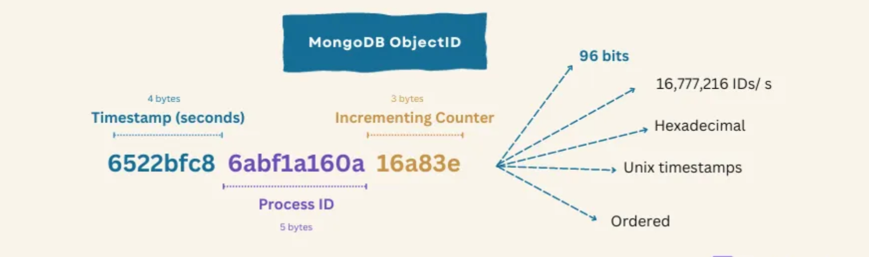 MongoDB ObjectID
96 bits
16,777,216 IDs/ s
Hexadecimal
Unix timestamps
Ordered
4 bytes
Timestamp (seconds)
3 bytes
Incrementing Counter
6522bfc8 6abf1a160a 16a83e
Process ID
5 bytes